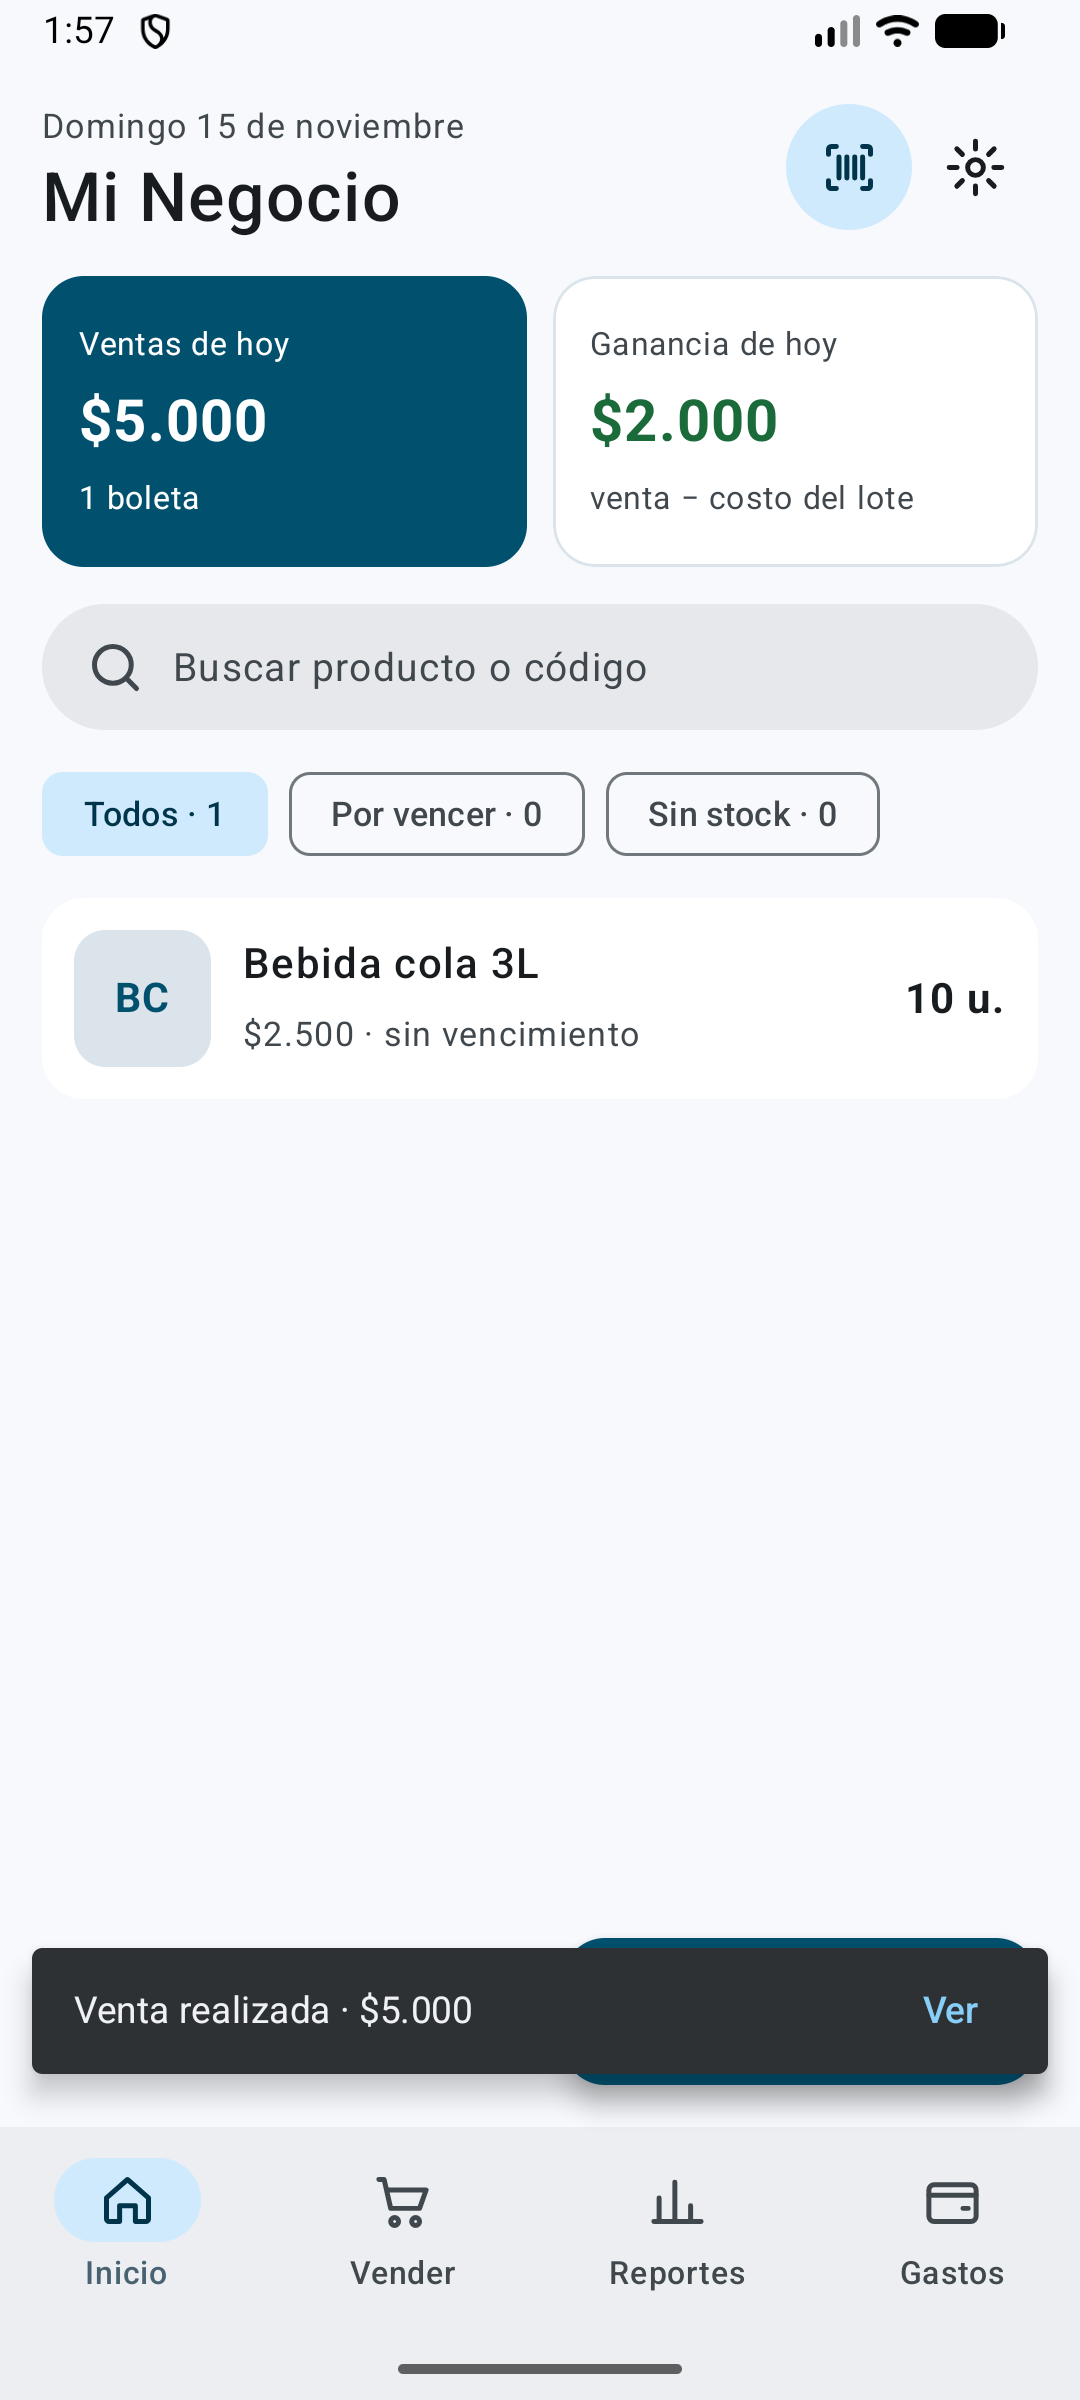 1:57
Domingo 15 de noviembre
Mi Negocio
Ventas de hoy
$5.000
1 boleta
Ganancia de hoy
$2.000
venta − costo del lote
Buscar producto o código
Todos · 1
Por vencer · 0
Sin stock · 0
BC
Bebida cola 3L
$2.500 · sin vencimiento
10 u.
Venta realizada · $5.000
Ver
Inicio
Vender
Reportes
Gastos